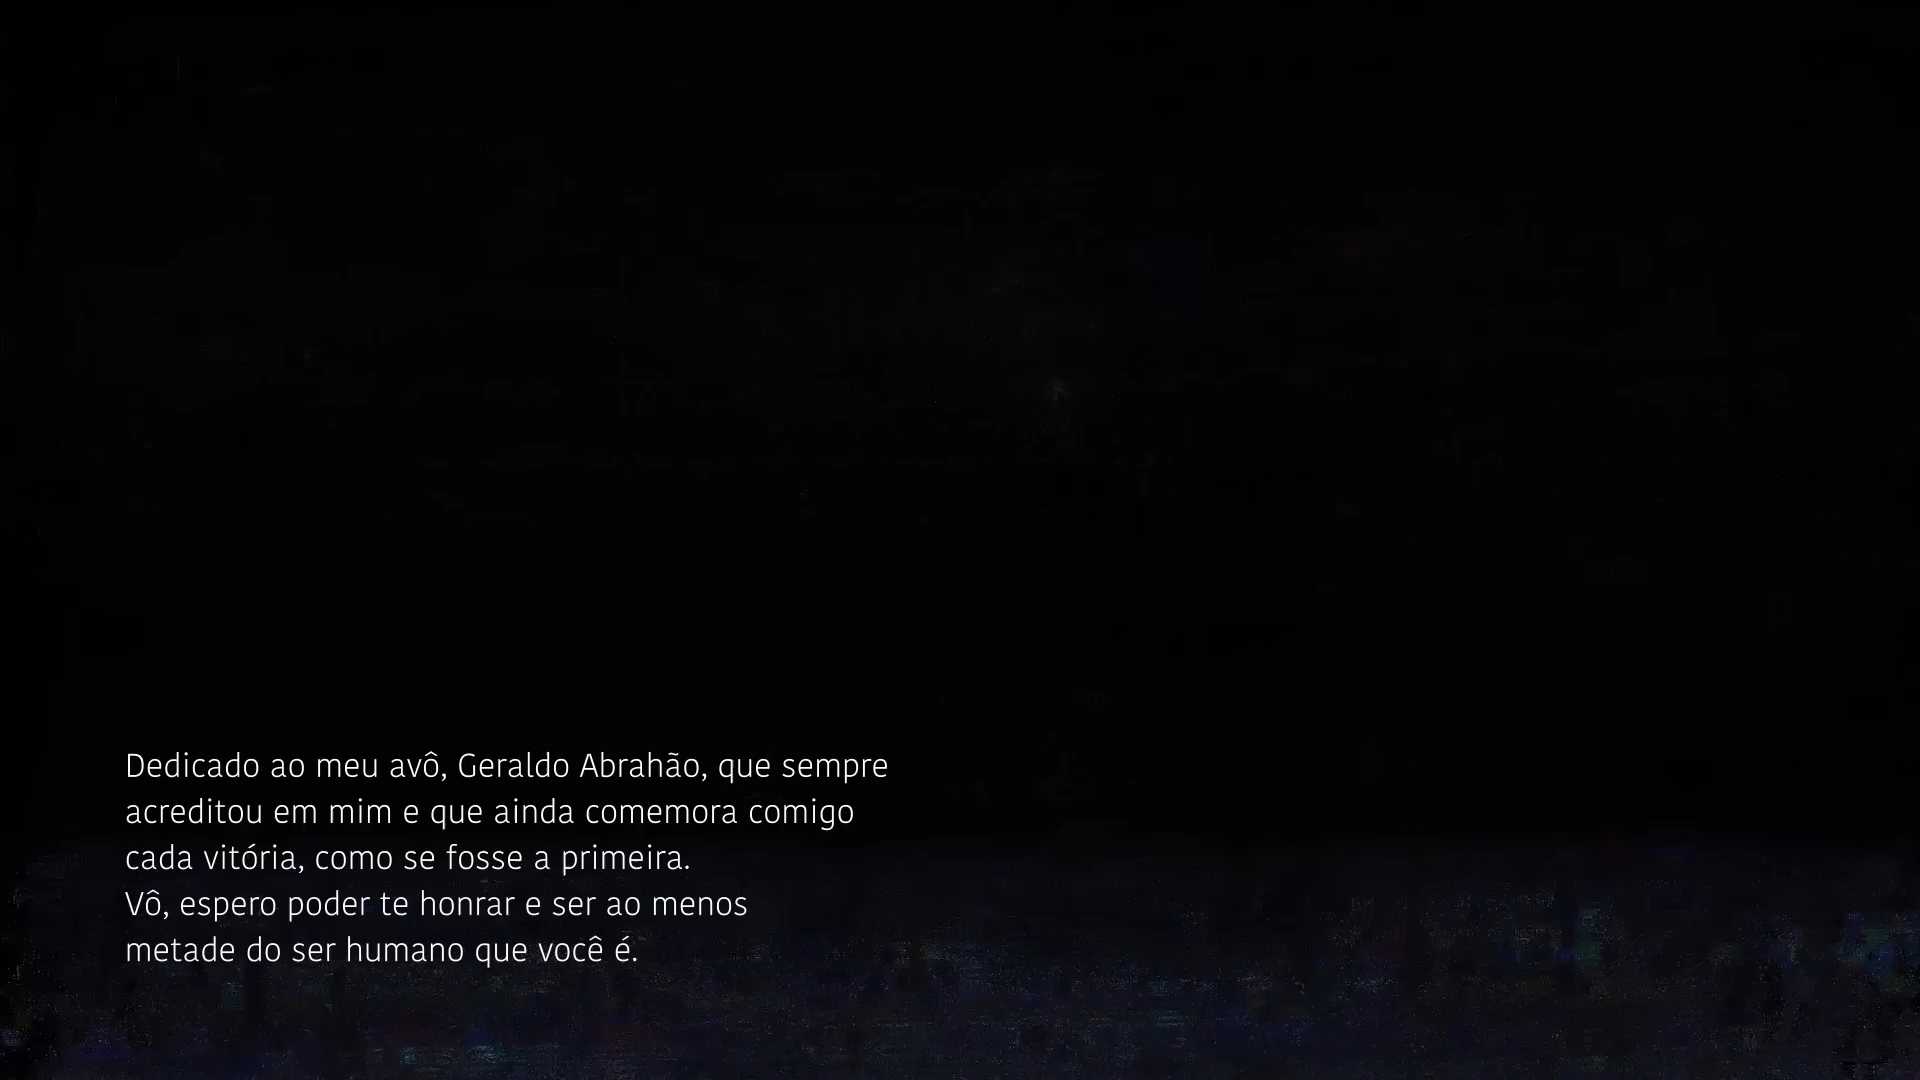 Dedicado ao meu avô, Geraldo Abrahão, que sempre
acreditou em mim e que ainda comemora comigo
cada vitória, como se fosse a primeira.
Vô, espero poder te honrar e ser ao menos
metade do ser humano que você é.